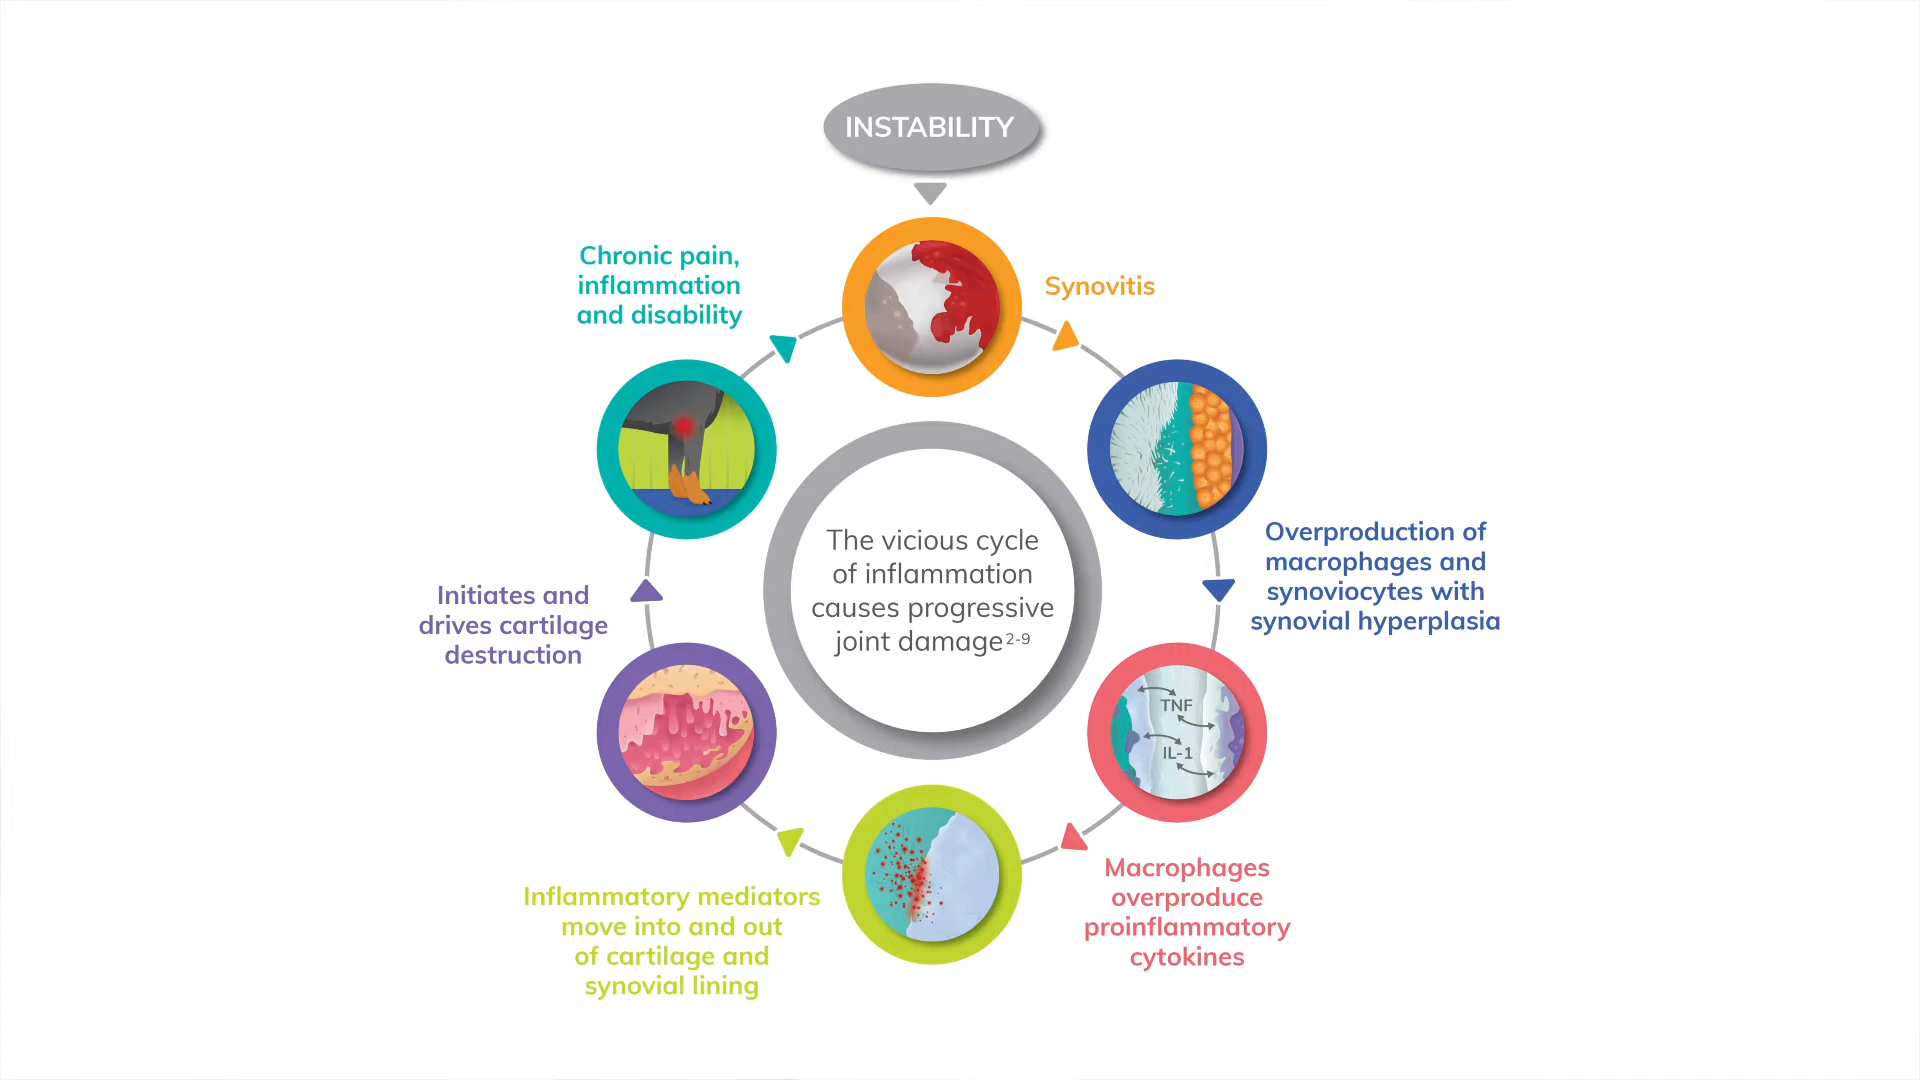 INSTABILITY
Synovitis
Overproduction of
macrophages and
synoviocytes with
synovial hyperplasia
TNF
IL-1
Macrophages
overproduce
proinflammatory
cytokines
Inflammatory mediators
move into and out
of cartilage and
synovial lining
Initiates and
drives cartilage
destruction
Chronic pain,
inflammation
and disability
The vicious cycle
of inflammation
causes progressive
joint damage2-9